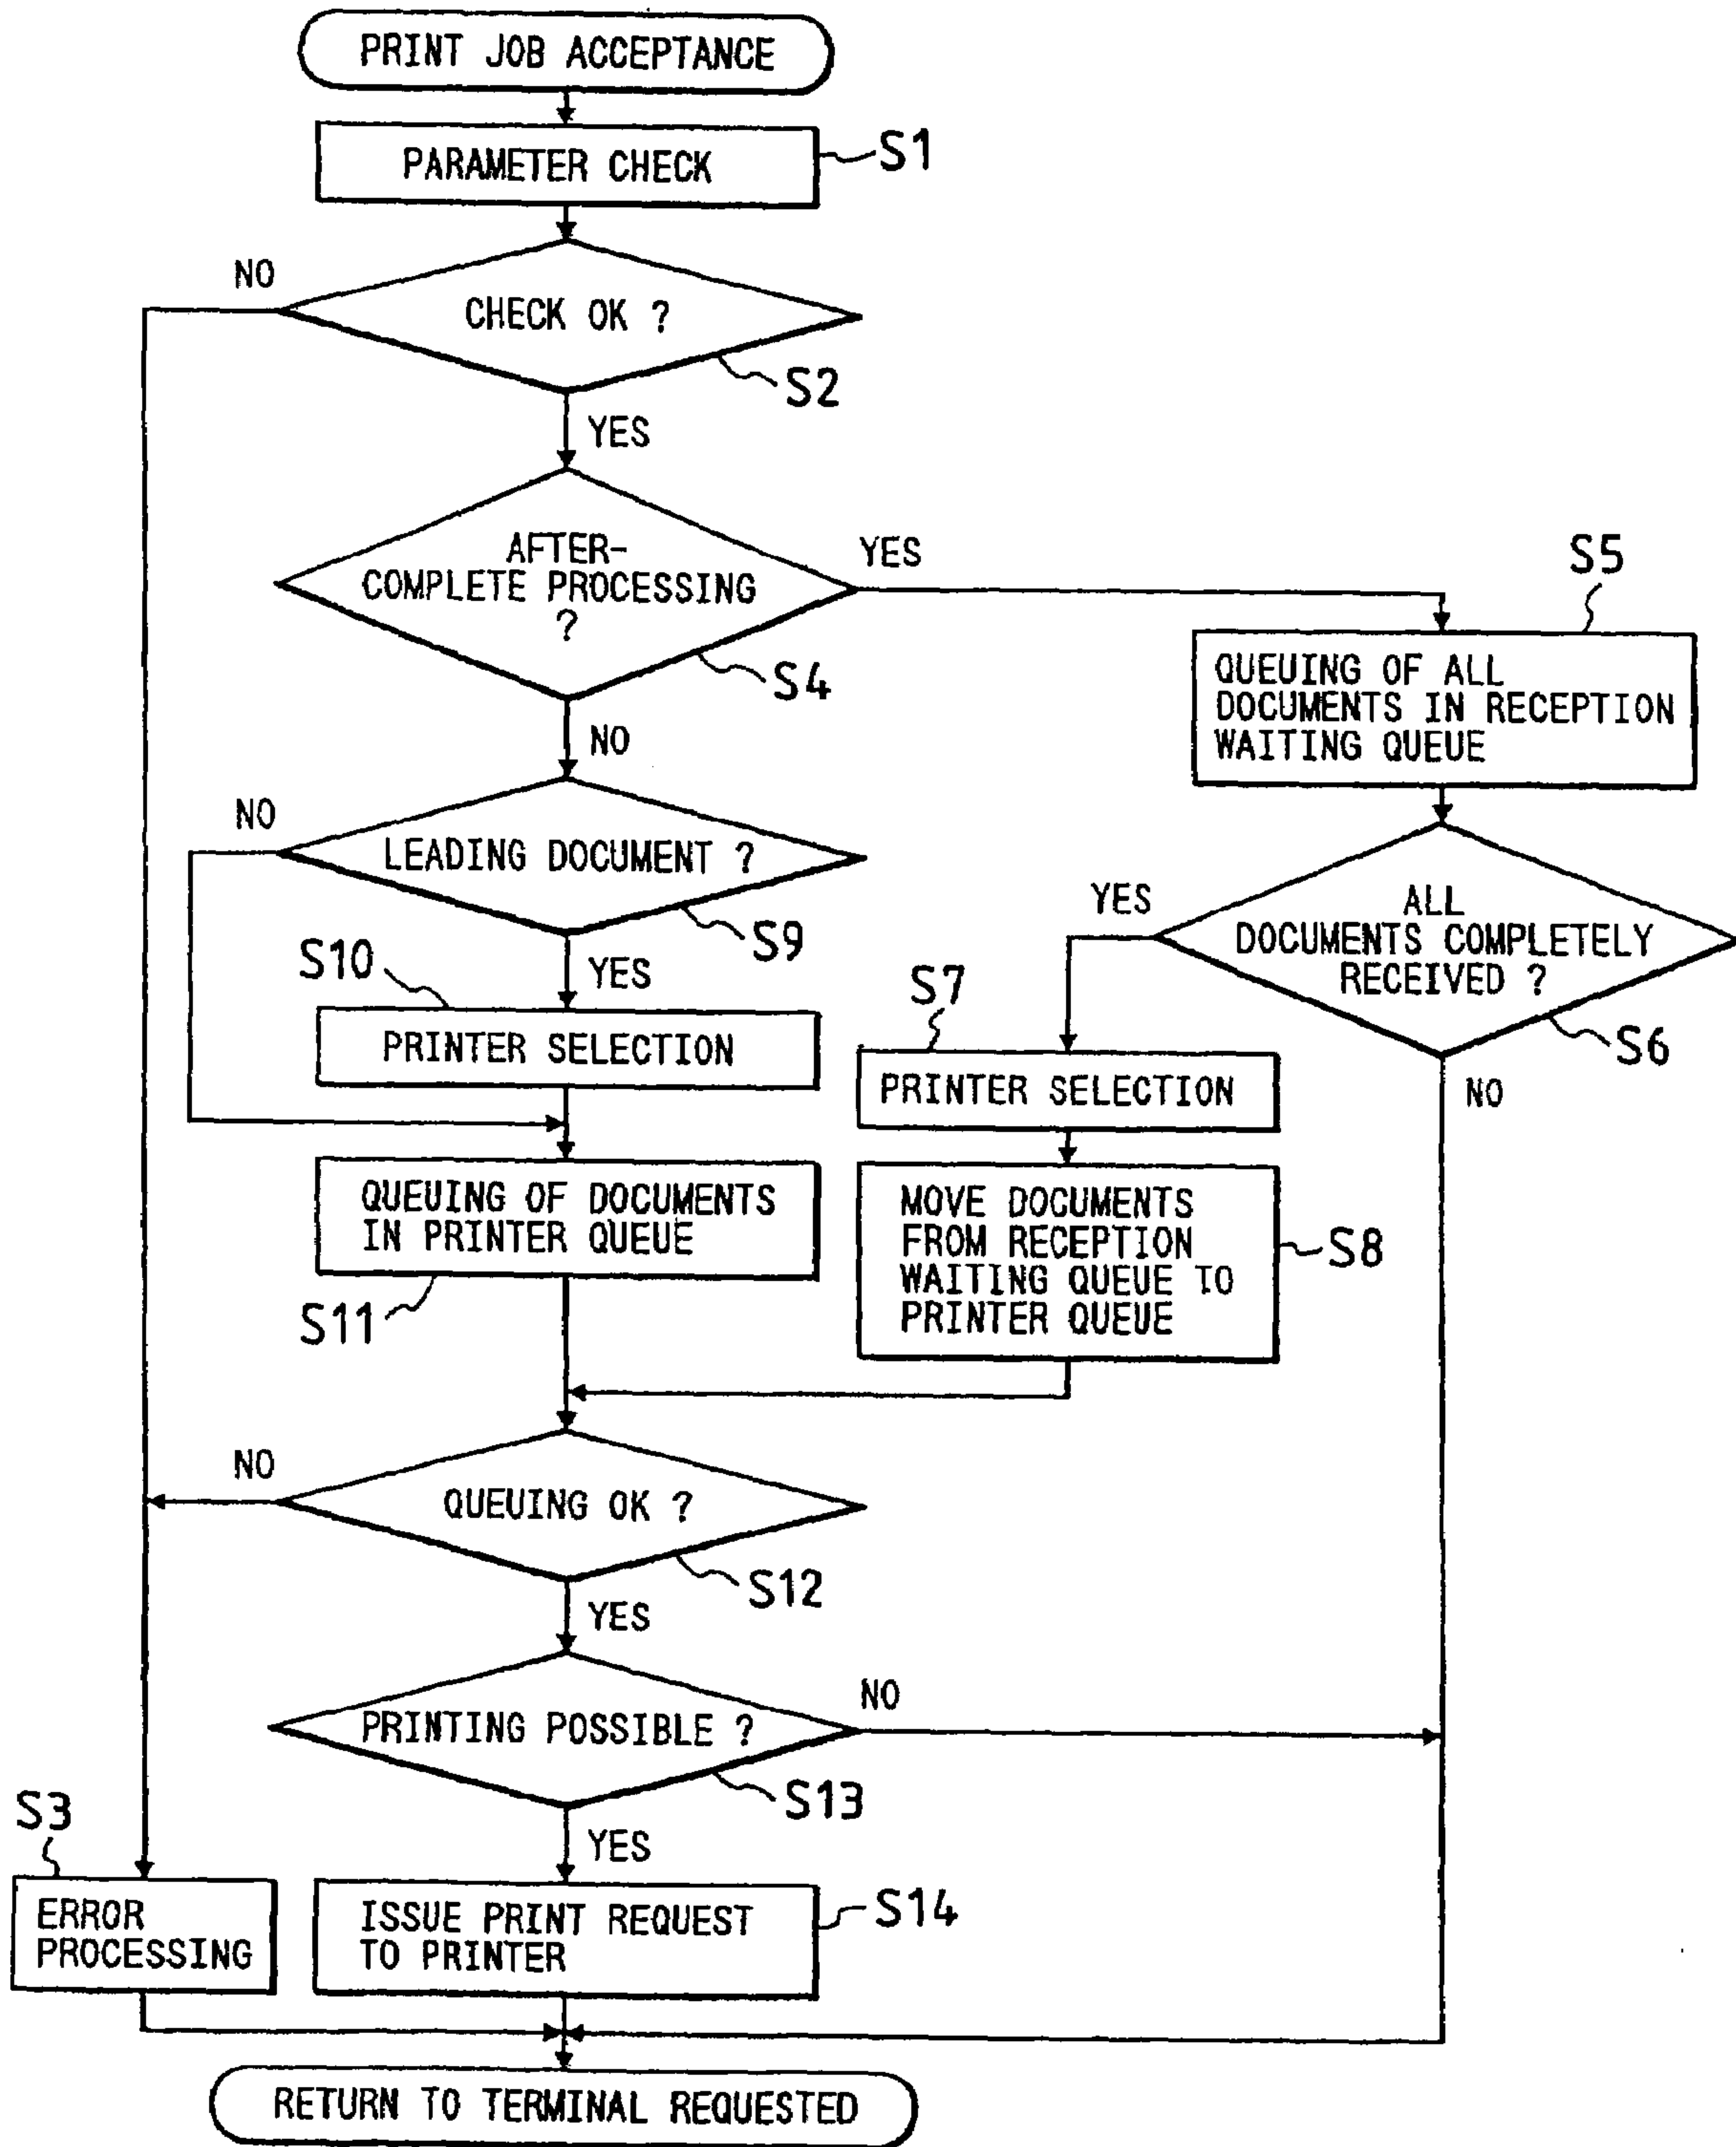 PRINT JOB ACCEPTANCE
PARAMETER CHECK
S1
NO
CHECK OK ?
S2
YES
AFTER-
COMPLETE PROCESSING
?
YES
S4
NO
S5
QUEUING OF ALL
DOCUMENTS IN RECEPTION
WAITING QUEUE
NO
LEADING DOCUMENT ?
S9
YES
YES
ALL
DOCUMENTS COMPLETELY
RECEIVED ?
S6
NO
S10
PRINTER SELECTION
S7
PRINTER SELECTION
QUEUING OF DOCUMENTS
IN PRINTER QUEUE
S11
MOVE DOCUMENTS
FROM RECEPTION
WAITING QUEUE TO
PRINTER QUEUE
S8
NO
QUEUING OK ?
S12
YES
PRINTING POSSIBLE ?
NO
S13
YES
S3
ERROR
PROCESSING
ISSUE PRINT REQUEST
TO PRINTER
S14
RETURN TO TERMINAL REQUESTED